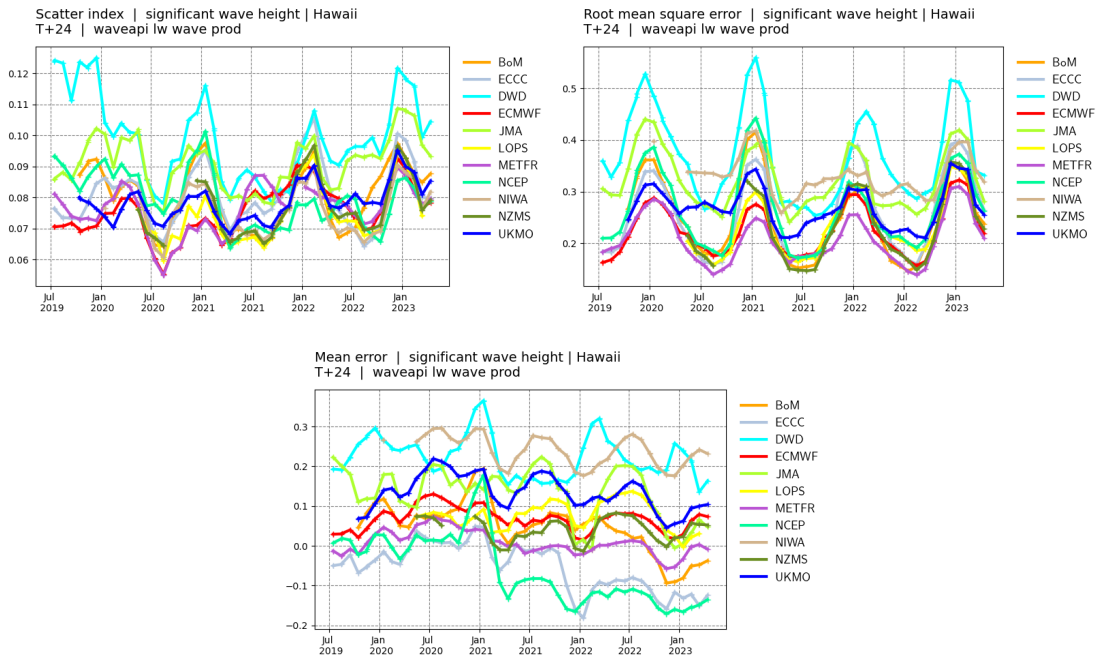 Scatter index | significant wave height | Hawaii
T+24 | waveapi lw wave prod
0.12
0.11
0.10
0.09
0.08
0.07
0.06
Jul 2019
Jan 2020
Jul 2020
Jan 2021
Jul 2021
Jan 2022
Jul 2022
Jan 2023
BoM
ECCC
DWD
ECMWF
JMA
LOPS
METFR
NCEP
NIWA
NZMS
UKMO
Root mean square error | significant wave height | Hawaii
T+24 | waveapi lw wave prod
0.5
0.4
0.3
0.2
Jul 2019
Jan 2020
Jul 2020
Jan 2021
Jul 2021
Jan 2022
Jul 2022
Jan 2023
BoM
ECCC
DWD
ECMWF
JMA
LOPS
METFR
NCEP
NIWA
NZMS
UKMO
Mean error | significant wave height | Hawaii
T+24 | waveapi lw wave prod
0.3
0.2
0.1
0.0
−0.1
−0.2
Jul 2019
Jan 2020
Jul 2020
Jan 2021
Jul 2021
Jan 2022
Jul 2022
Jan 2023
BoM
ECCC
DWD
ECMWF
JMA
LOPS
METFR
NCEP
NIWA
NZMS
UKMO